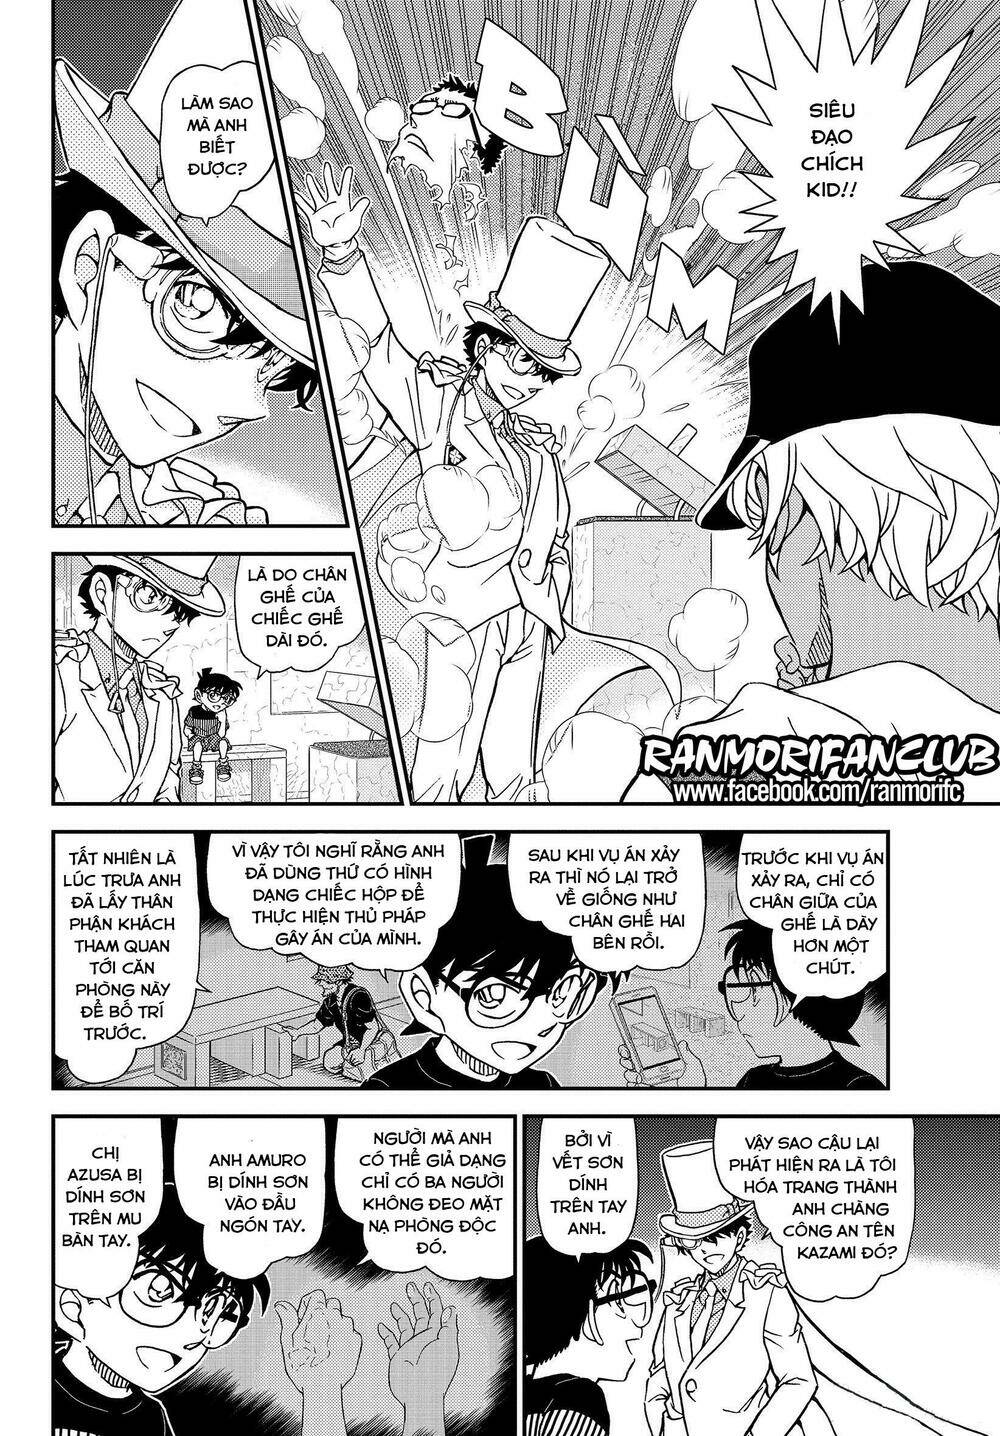 SIÊU
ĐẠO
CHÍCH
KID!!
BÙM
LÀM SAO
MÀ ANH
BIẾT
ĐƯỢC?
LÀ DO CHÂN
GHẾ CỦA
CHIẾC GHẾ
DÀI ĐÓ.
RANMORIFANCLUB
www.facebook.com/ranmorifc
TRƯỚC KHI VỤ ÁN
XẢY RA, CHỈ CÓ
CHÂN GIỮA CỦA
GHẾ LÀ DÀY
HƠN MỘT
CHÚT.
SAU KHI VỤ ÁN XẢY
RA THÌ NÓ LẠI TRỞ
VỀ GIỐNG NHƯ
CHÂN GHẾ HAI
BÊN RỒI.
VÌ VẬY TÔI NGHĨ RẰNG ANH
ĐÃ DÙNG THỨ CÓ HÌNH
DẠNG CHIẾC HỘP ĐỂ
THỰC HIỆN THỦ PHÁP
GÂY ÁN CỦA MÌNH.
TẤT NHIÊN LÀ
LÚC TRƯA ANH
ĐÃ LẤY THÂN
PHẬN KHÁCH
THAM QUAN
TỚI CĂN
PHÒNG NÀY
ĐỂ BỐ TRÍ
TRƯỚC.
VẬY SAO CẬU LẠI
PHÁT HIỆN RA LÀ TÔI
HÓA TRANG THÀNH
ANH CHÀNG
CÔNG AN TÊN
KAZAMI ĐÓ?
BỞI VÌ
VẾT SƠN
DÍNH
TRÊN TAY
ANH.
NGƯỜI MÀ ANH
CÓ THỂ GIẢ DẠNG
CHỈ CÓ BA NGƯỜI
KHÔNG ĐEO MẶT
NẠ PHÒNG ĐỘC
ĐÓ.
ANH AMURO
BỊ DÍNH SƠN
VÀO ĐẦU
NGÓN TAY.
CHỊ
AZUSA BỊ
DÍNH SƠN
TRÊN MU
BÀN TAY.